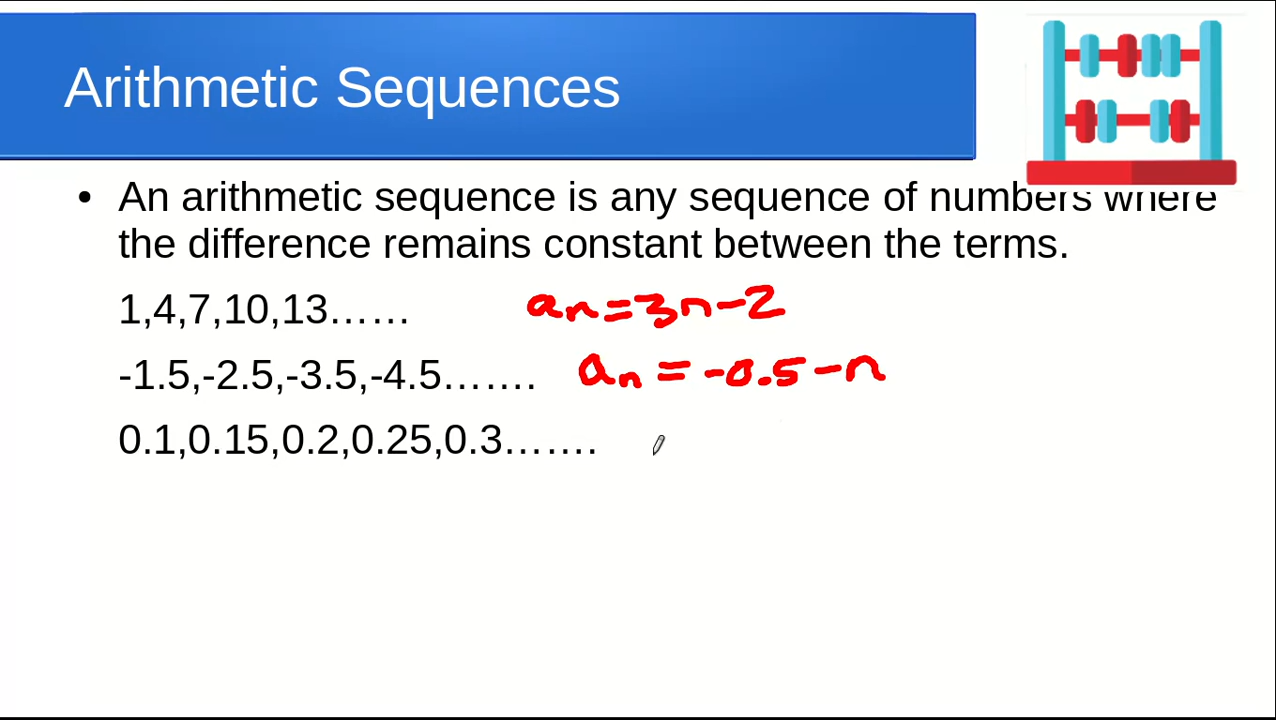 Arithmetic Sequences
• An arithmetic sequence is any sequence of numbers where
the difference remains constant between the terms.
1,4,7,10,13…… an=3n-2
-1.5,-2.5,-3.5,-4.5……. an = -0.5-n
0.1,0.15,0.2,0.25,0.3…….